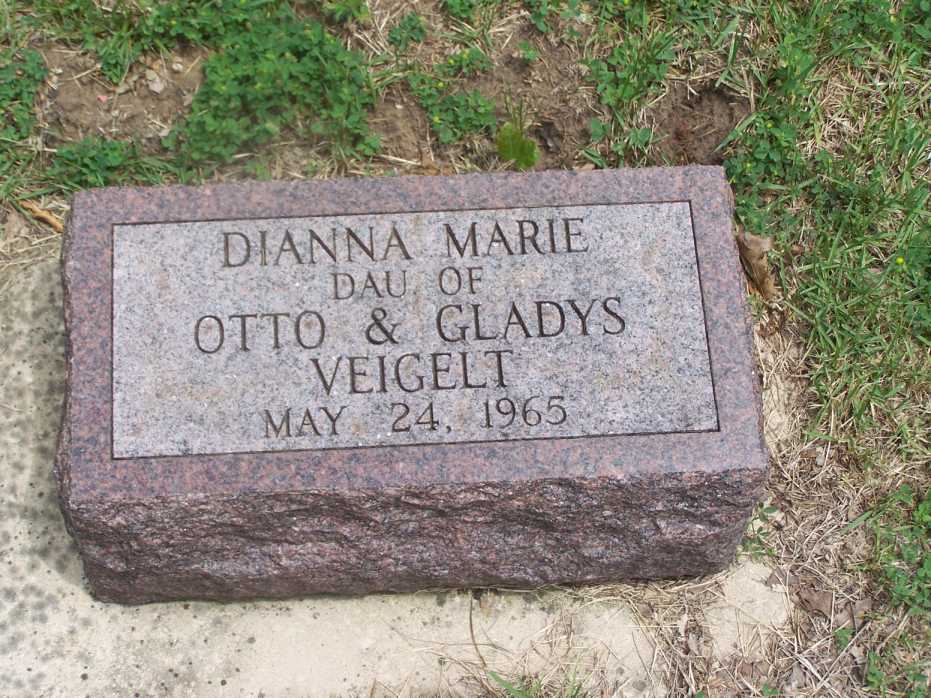 DIANNA MARIE
DAU OF
OTTO & GLADYS
VEIGELT
MAY 24, 1965